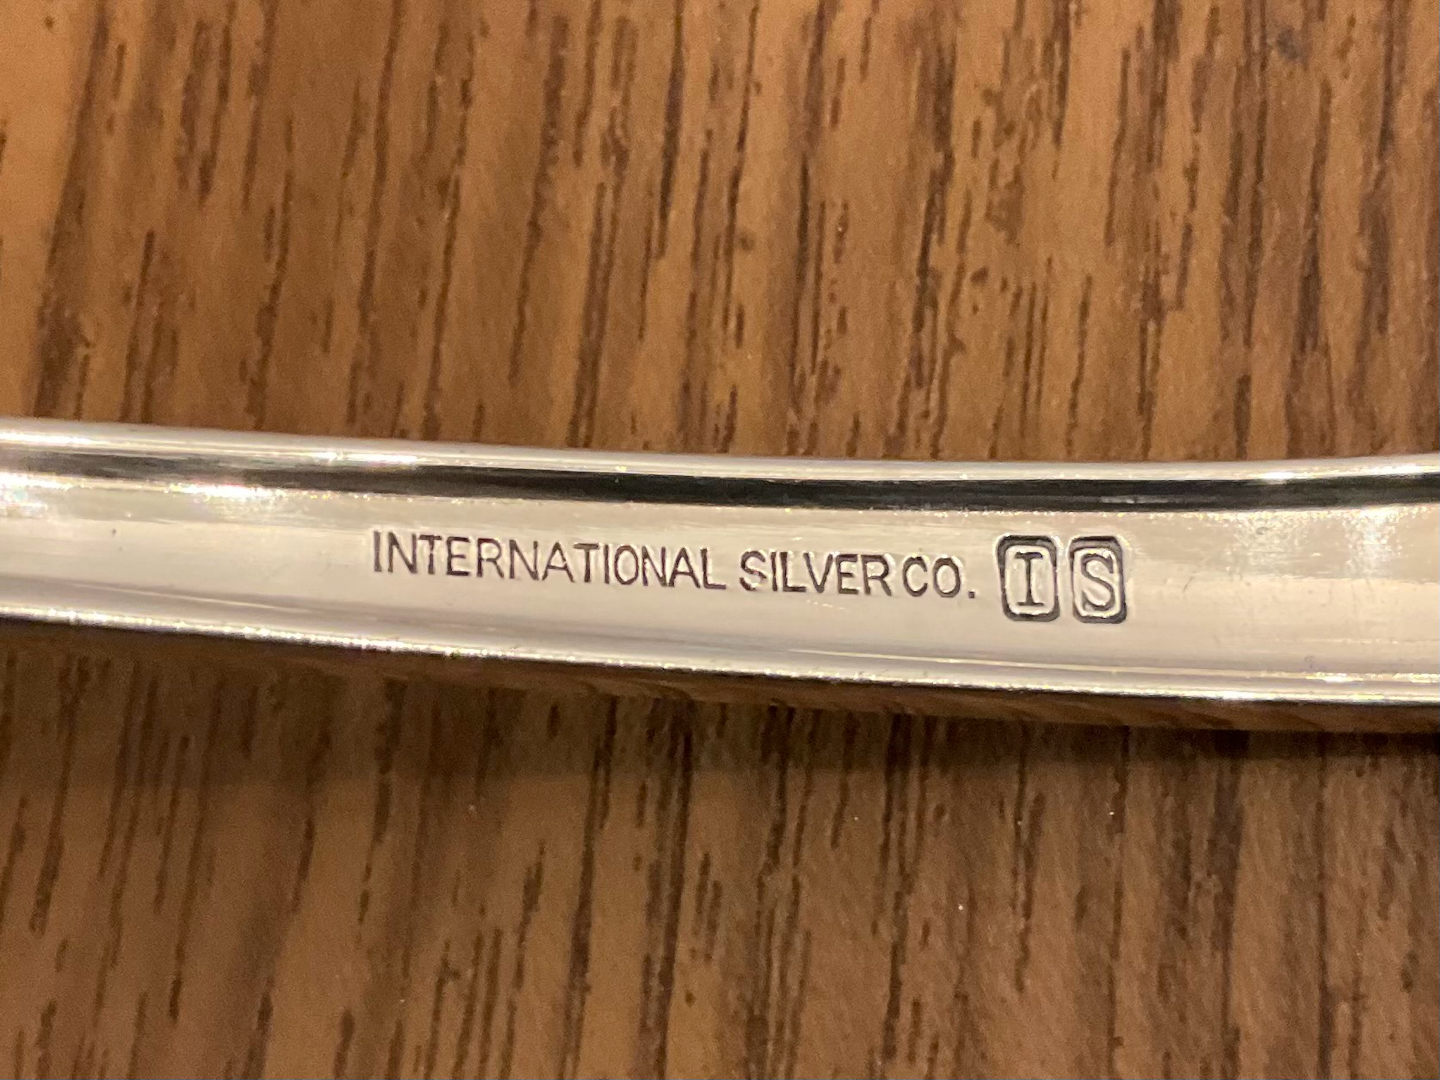 INTERNATIONAL SILVER CO. I S